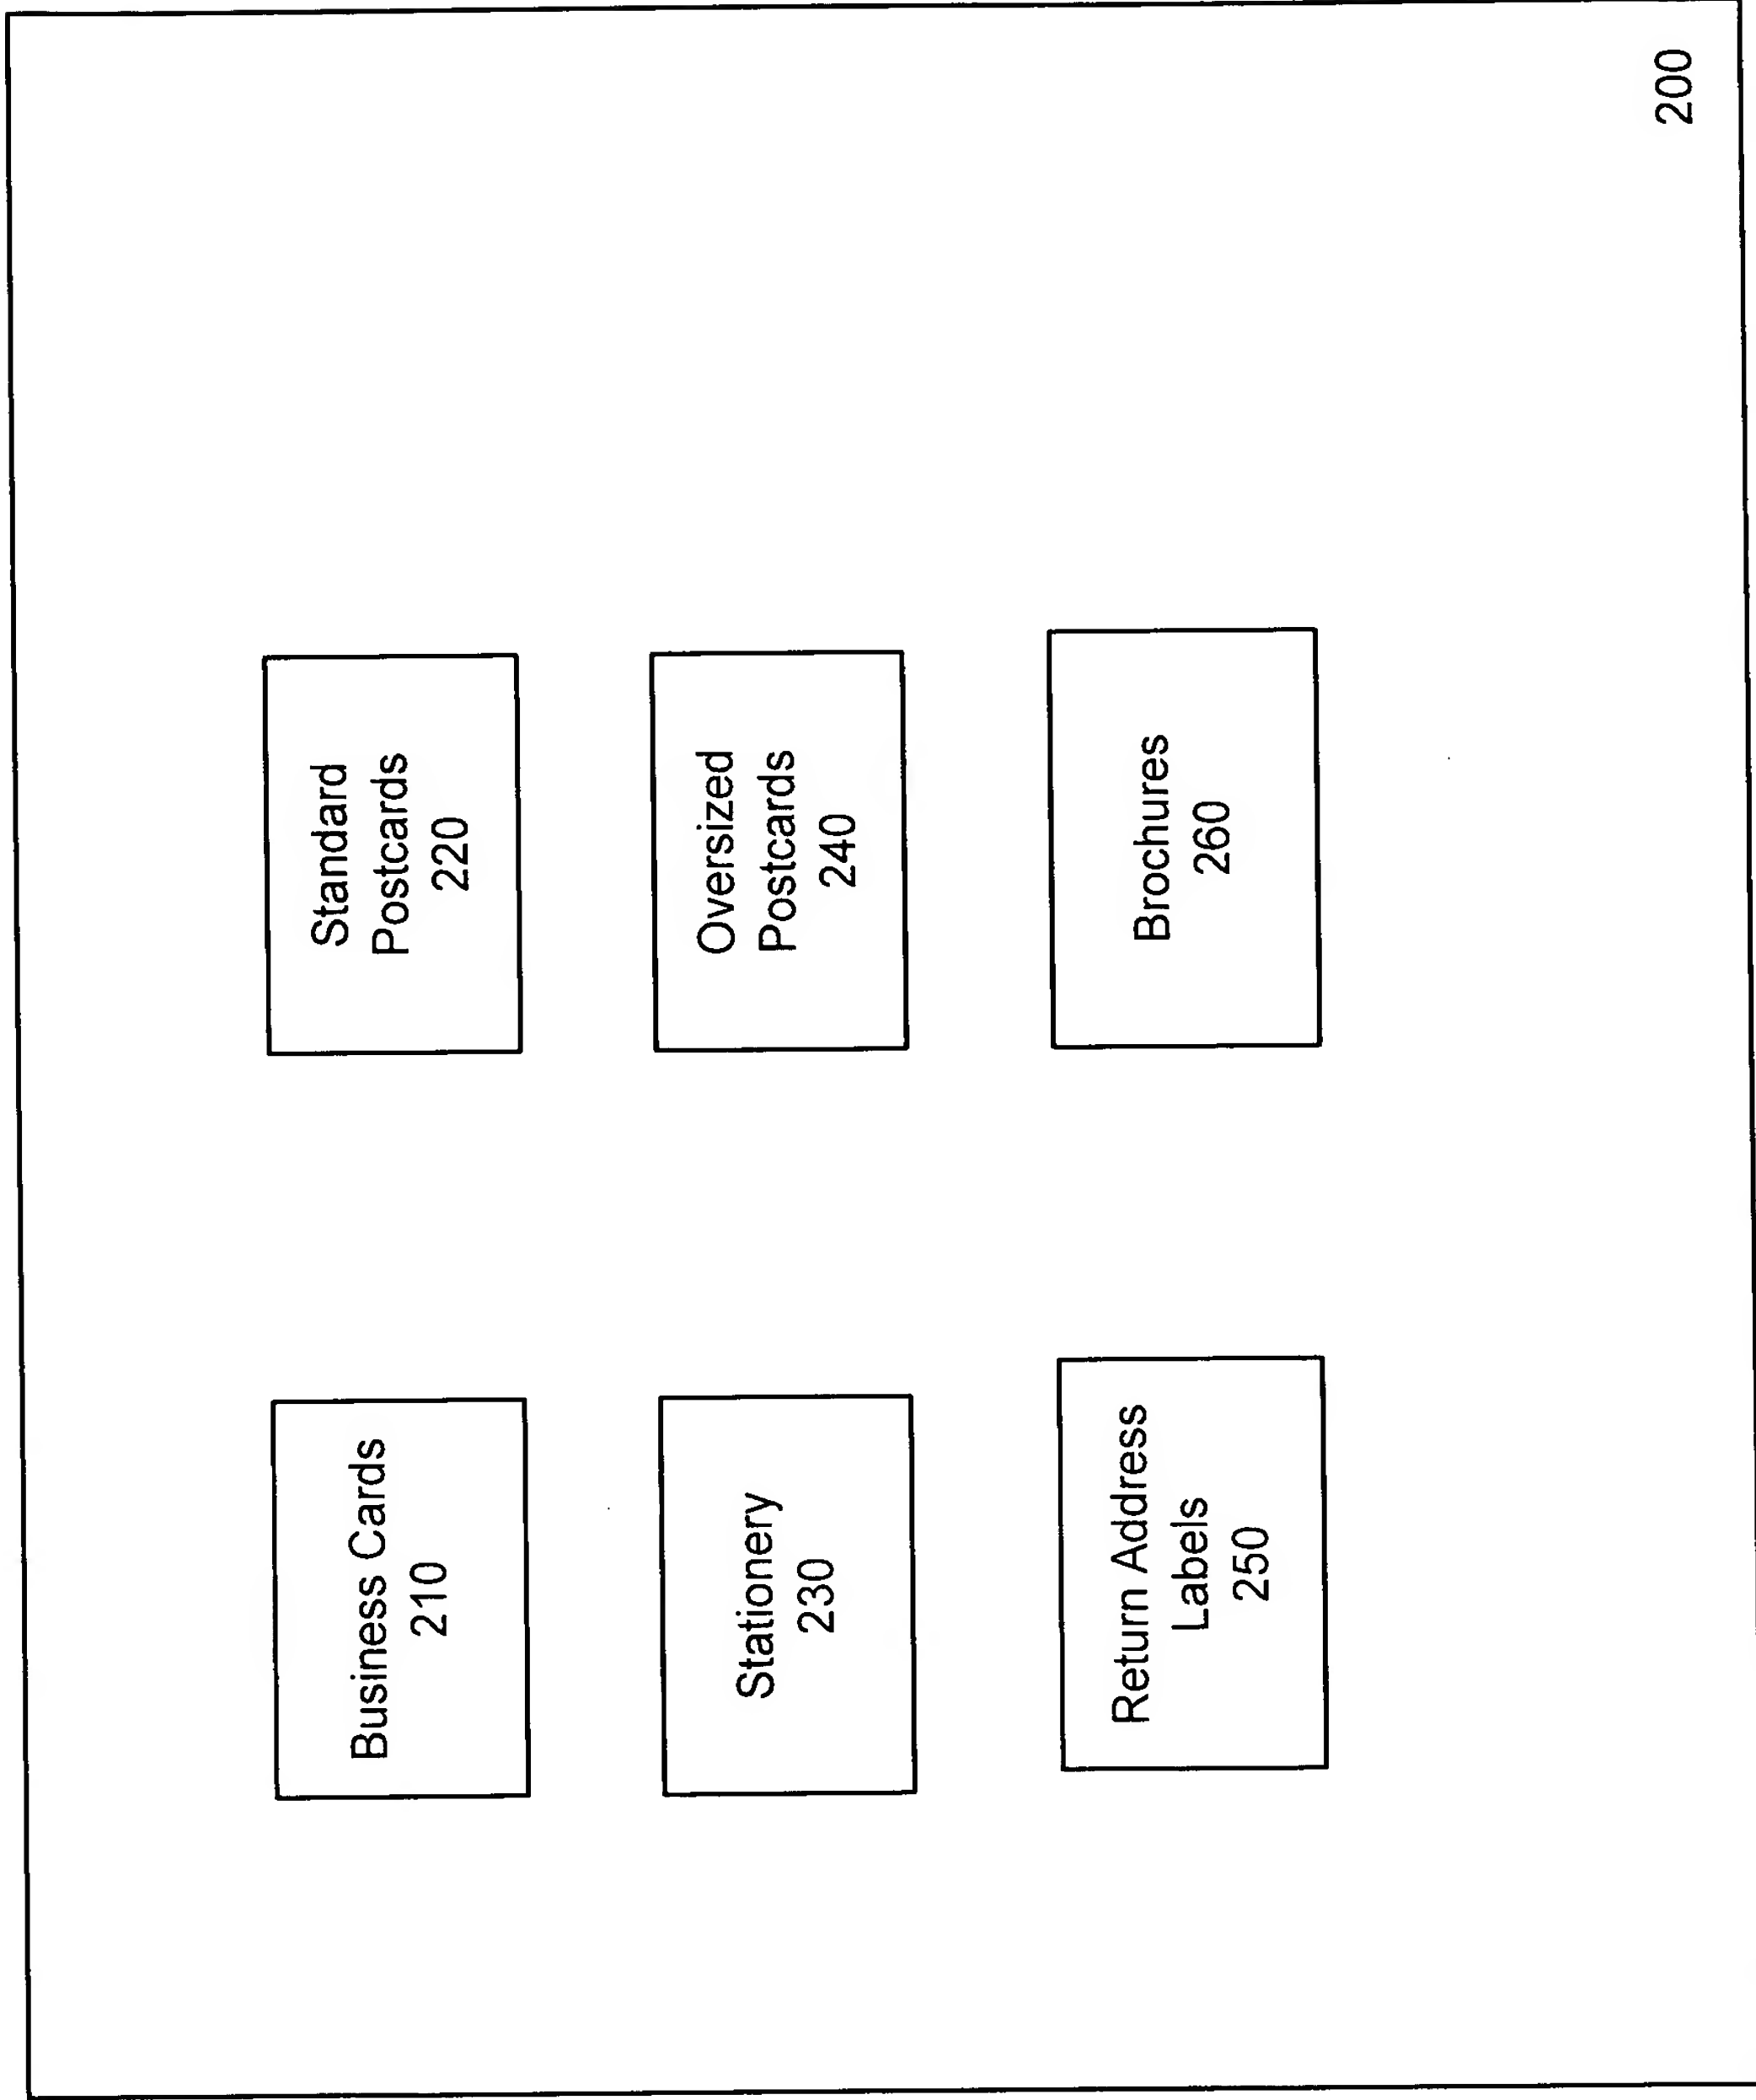 Business Cards
210
Standard
Postcards
220
Stationery
230
Oversized
Postcards
240
Return Address
Labels
250
Brochures
260
200